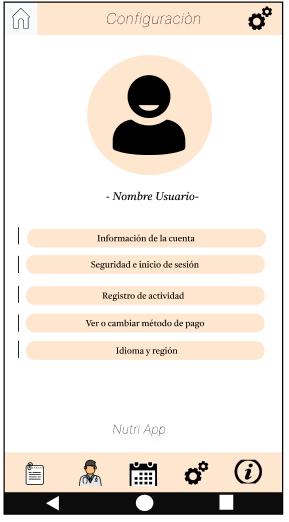 Configuraciòn
- Nombre Usuario-
Información de la cuenta
Seguridad e inicio de sesión
Registro de actividad
Ver o cambiar método de pago
Idioma y región
Nutri App